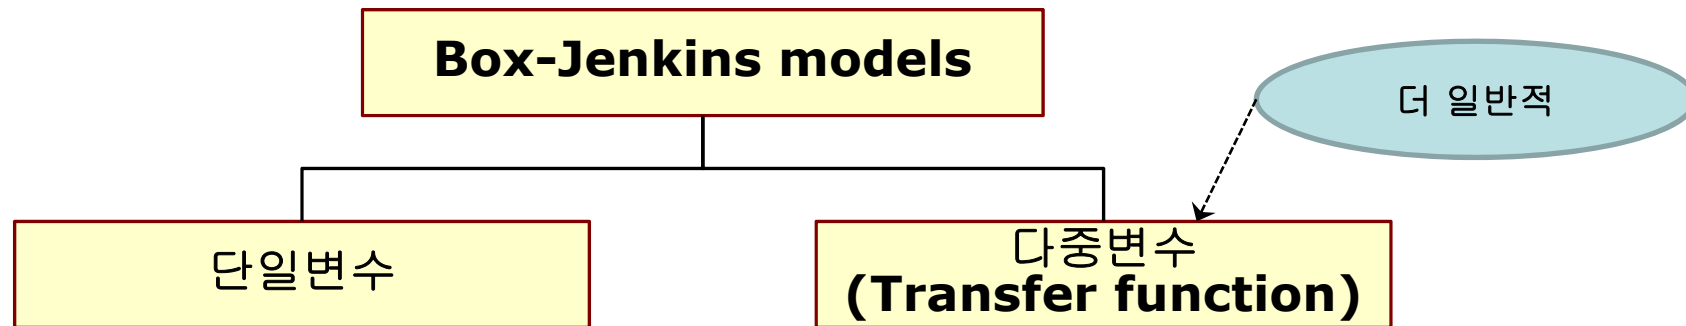 Box-Jenkins models
더 일반적
단일변수
다중변수
(Transfer function)